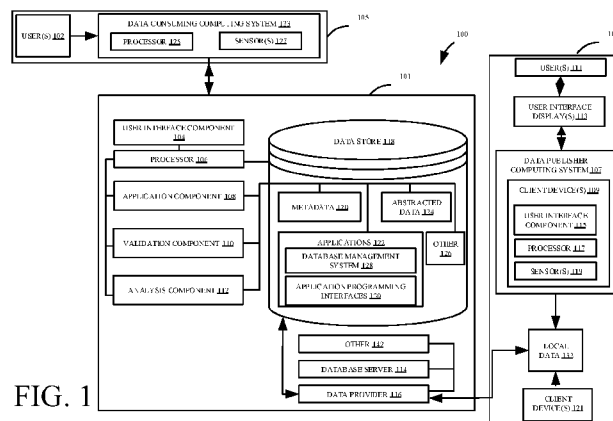 105
DATA CONSUMING COMPUTING SYSTEM 123
USER(S) 102
PROCESSOR 125
SENSOR(S) 127
100
101
USER INTERFACE COMPONENT
104
PROCESSOR 106
APPLICATION COMPONENT 108
VALIDATION COMPONENT 110
ANALYSIS COMPONENT 112
DATA STORE 118
METADATA
120
ABSTRACTED
DATA 124
APPLICATIONS 122
DATABASE MANAGEMENT
SYSTEM 128
APPLICATION PROGRAMMING
INTERFACES 130
OTHER
126
OTHER
DATABASE SERVER 114
DATA PROVIDER 116
USER(S) 111
USER INTERFACE
DISPLAY(S) 113
DATA PUBLISHER
COMPUTING SYSTEM 107
CLIENT DEVICE(S) 109
USER INTERFACE
COMPONENT 115
PROCESSOR 117
SENSOR(S) 119
LOCAL
DATA
CLIENT
DEVICE(S) 121
FIG. 1